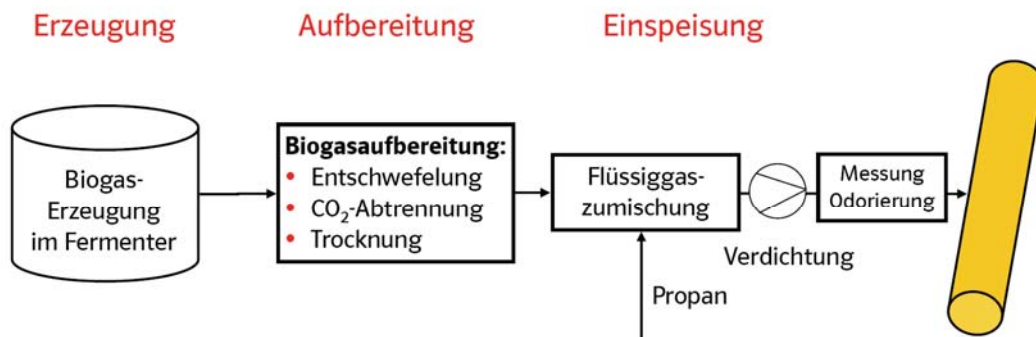 Erzeugung
Aufbereitung
Einspeisung
Biogas-
Erzeugung
im Fermenter
Biogasaufbereitung:
• Entschwefelung
• CO₂-Abtrennung
• Trocknung
Flüssiggas-
zumischung
Verdichtung
Messung
Odorierung
Propan